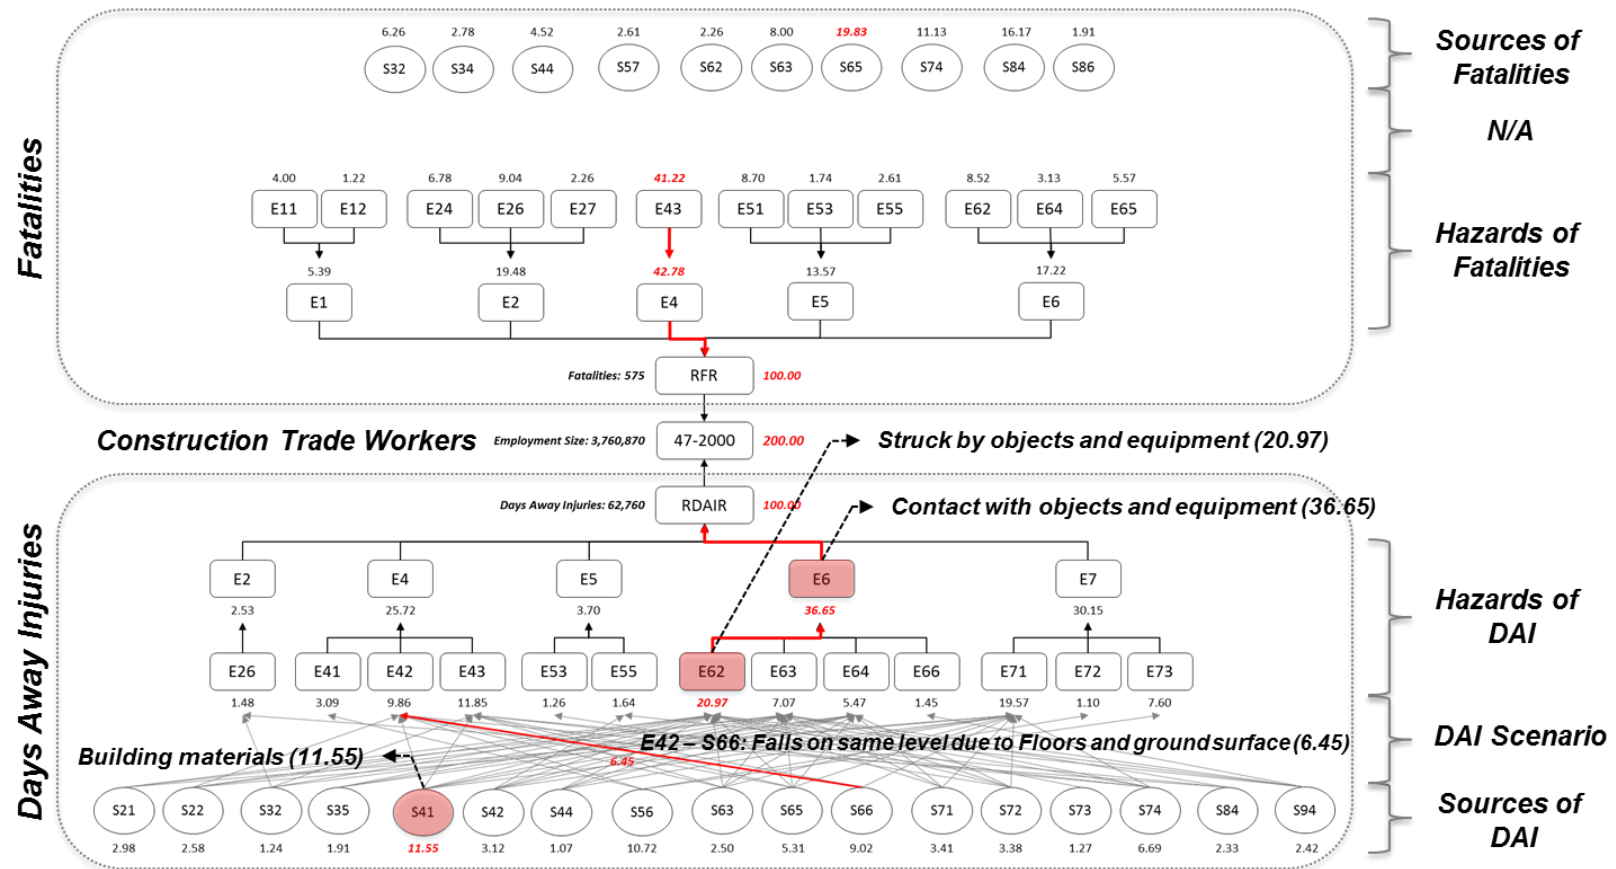 6.26 2.78 4.52 2.61 2.26 8.00 19.83 11.13 16.17 1.91
S32 S34 S44 S57 S62 S63 S65 S74 S84 S86
Sources of
Fatalities
N/A
Fatalities
4.00 1.22 6.78 9.04 2.26 41.22 8.70 1.74 2.61 8.52 3.13 5.57
E11 E12 E24 E26 E27 E43 E51 E53 E55 E62 E64 E65
Hazards of
Fatalities
5.39 19.48 42.78 13.57 17.22
E1 E2 E4 E5 E6
Fatalities: 575 RFR 100.00
Construction Trade Workers Employment Size: 3,760,870 47-2000 200.00 Struck by objects and equipment (20.97)
Days Away Injuries: 62,760 RDAIR 100.00 Contact with objects and equipment (36.65)
Days Away Injuries
E2 E4 E5 E6 E7
2.53 25.72 3.70 36.65 30.15
Hazards of
DAI
E26 E41 E42 E43 E53 E55 E62 E63 E64 E66 E71 E72 E73
1.48 3.09 9.86 11.85 1.26 1.64 20.97 7.07 5.47 1.45 19.57 1.10 7.60
E42 – S66: Falls on same level due to Floors and ground surface (6.45)
DAI Scenario
Building materials (11.55) 6.45
S21 S22 S32 S35 S41 S42 S44 S56 S63 S65 S66 S71 S72 S73 S74 S84 S94
2.98 2.58 1.24 1.91 11.55 3.12 1.07 10.72 2.50 5.31 9.02 3.41 3.38 1.27 6.69 2.33 2.42
Sources of
DAI